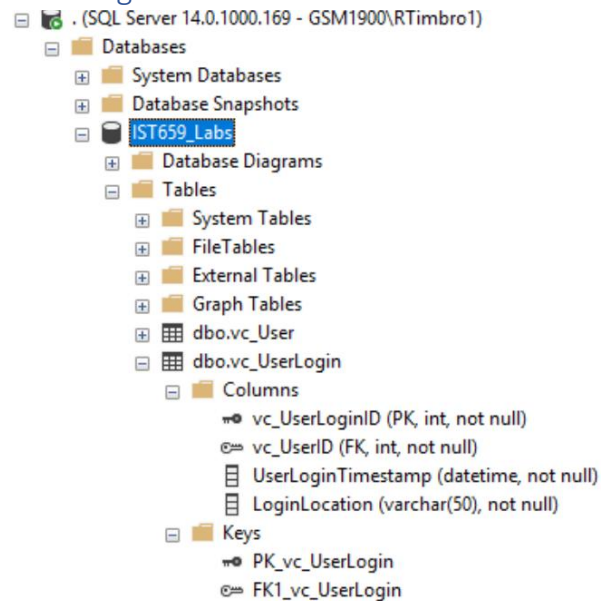 . (SQL Server 14.0.1000.169 - GSM1900\RTimbro1)
Databases
System Databases
Database Snapshots
IST659_Labs
Database Diagrams
Tables
System Tables
FileTables
External Tables
Graph Tables
dbo.vc_User
dbo.vc_UserLogin
Columns
vc_UserLoginID (PK, int, not null)
vc_UserID (FK, int, not null)
UserLoginTimestamp (datetime, not null)
LoginLocation (varchar(50), not null)
Keys
PK_vc_UserLogin
FK1_vc_UserLogin